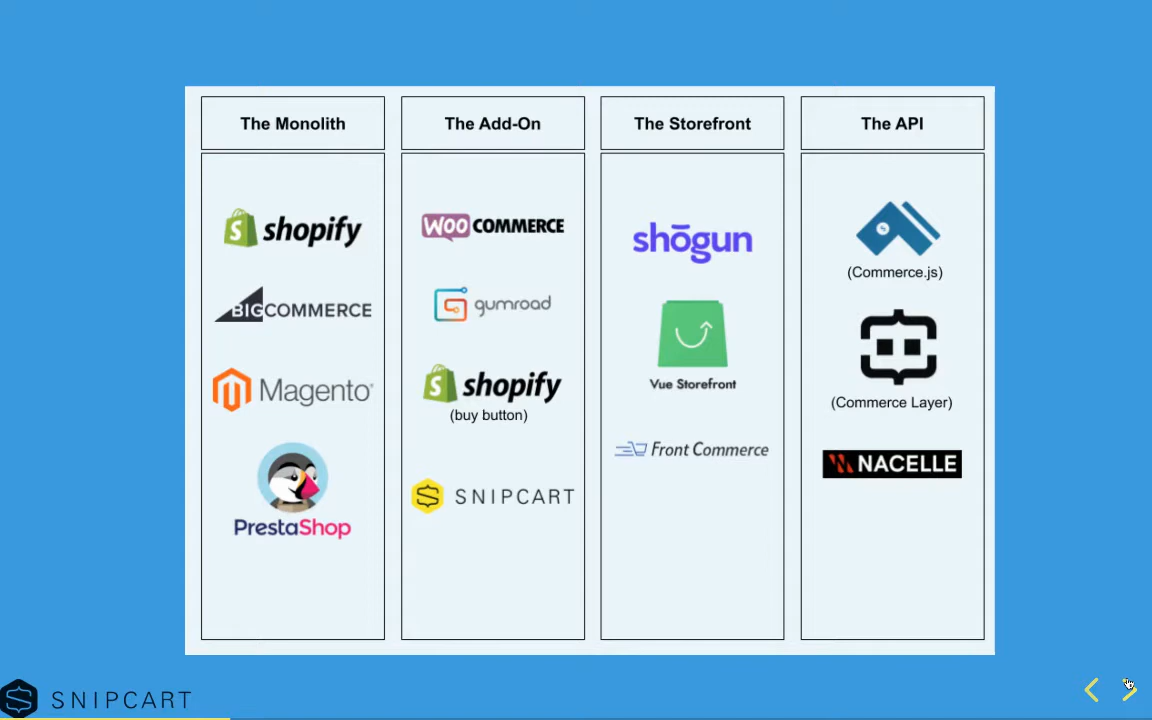 The Monolith
The Add-On
The Storefront
The API
shopify
BIGCOMMERCE
Magento®
PrestaShop
WOO COMMERCE
gumroad
shopify
(buy button)
SNIPCART
shōgun
Vue Storefront
Front Commerce
(Commerce.js)
(Commerce Layer)
NACELLE
SNIPCART